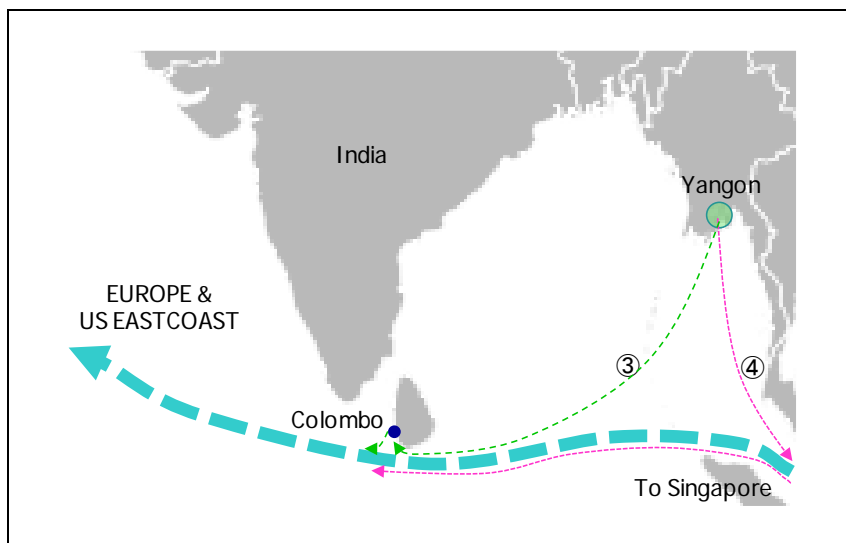 India
Yangon
EUROPE &
US EASTCOAST
③
④
Colombo
To Singapore